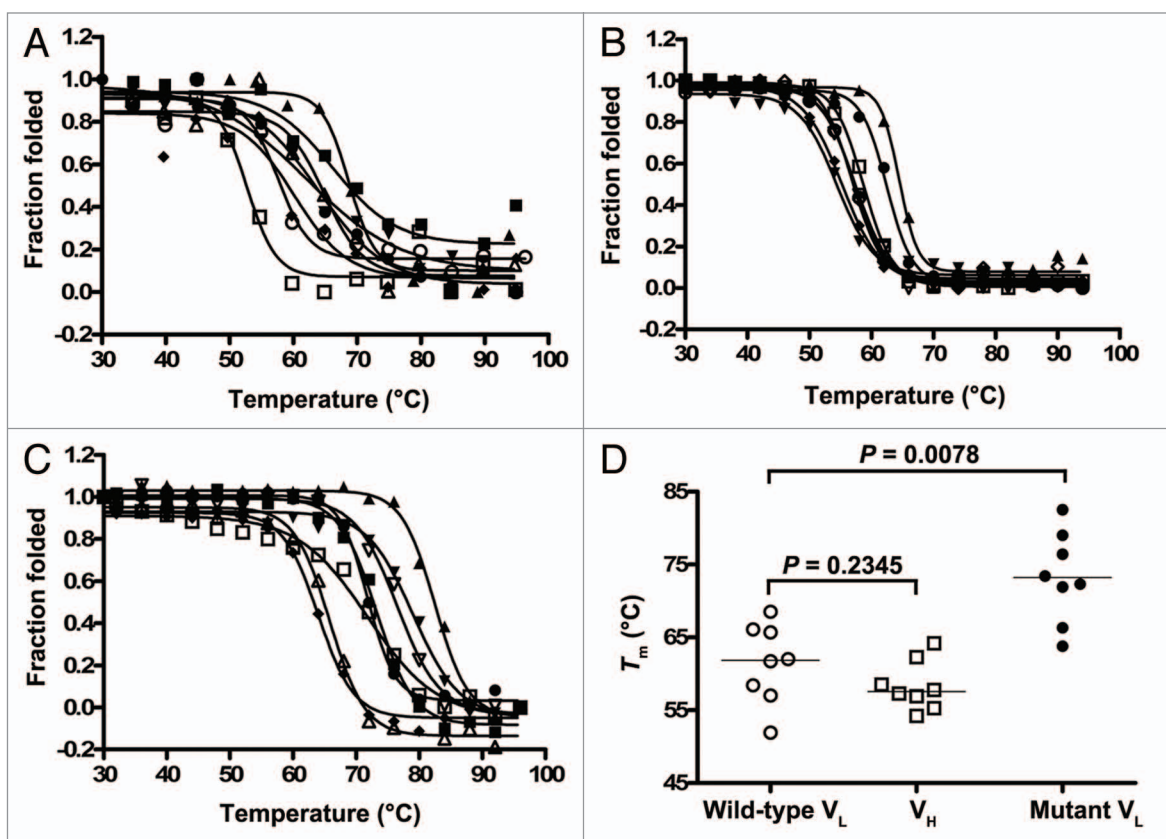 A
1.2
1.0
0.8
0.6
0.4
0.2
0.0
-0.2
Fraction folded
30 40 50 60 70 80 90 100
Temperature (°C)
B
1.2
1.0
0.8
0.6
0.4
0.2
0.0
-0.2
Fraction folded
30 40 50 60 70 80 90 100
Temperature (°C)
C
1.2
1.0
0.8
0.6
0.4
0.2
0.0
-0.2
Fraction folded
30 40 50 60 70 80 90 100
Temperature (°C)
D
P = 0.0078
P = 0.2345
85
75
65
55
45
Tm (°C)
Wild-type VL VH Mutant VL